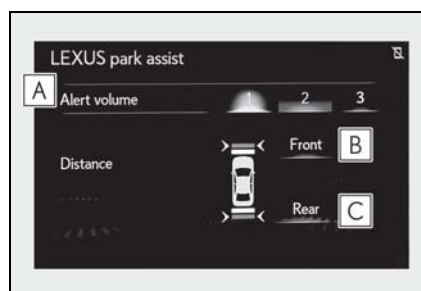 LEXUS park assist
A
Alert volume 1 2 3
Front B
Distance
Rear C